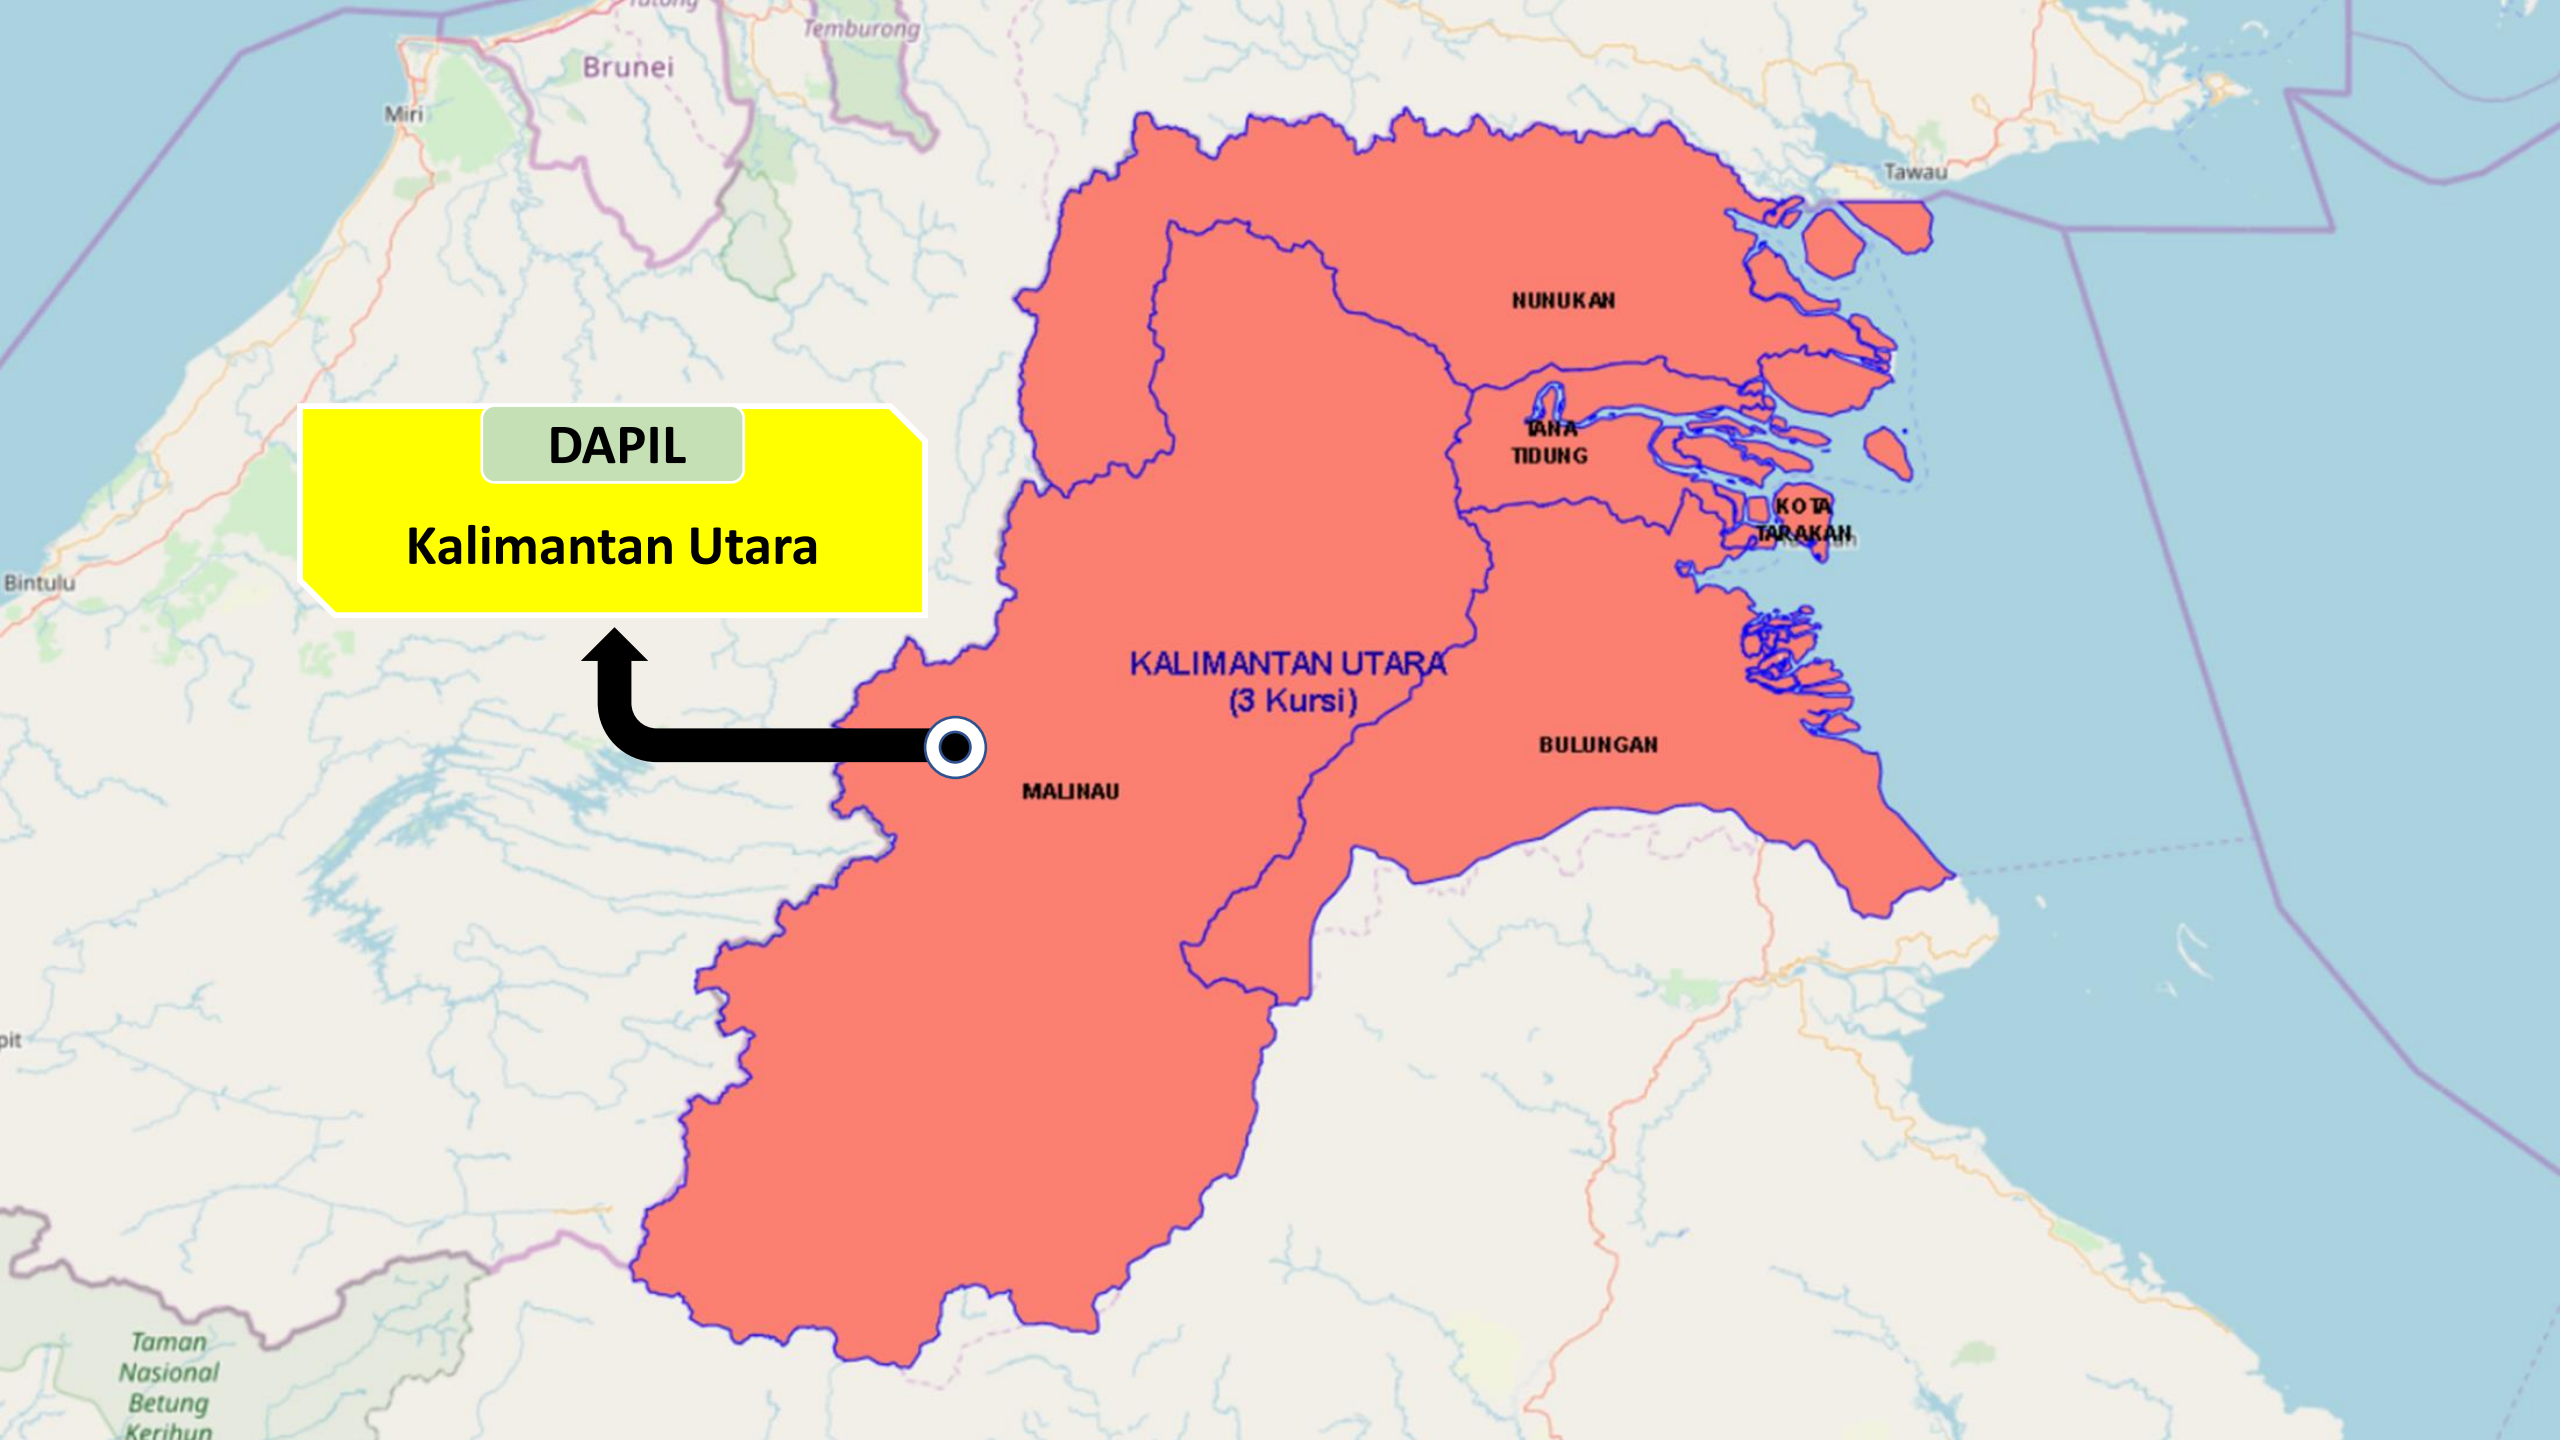 Temburong
Brunei
Miri
Tawau
NUNUKAN
DAPIL
Kalimantan Utara
TANA
TIDUNG
KOTA
TARAKAN
Bintulu
KALIMANTAN UTARA
(3 Kursi)
BULUNGAN
MALINAU
Taman
Nasional
Betung
Kerihun